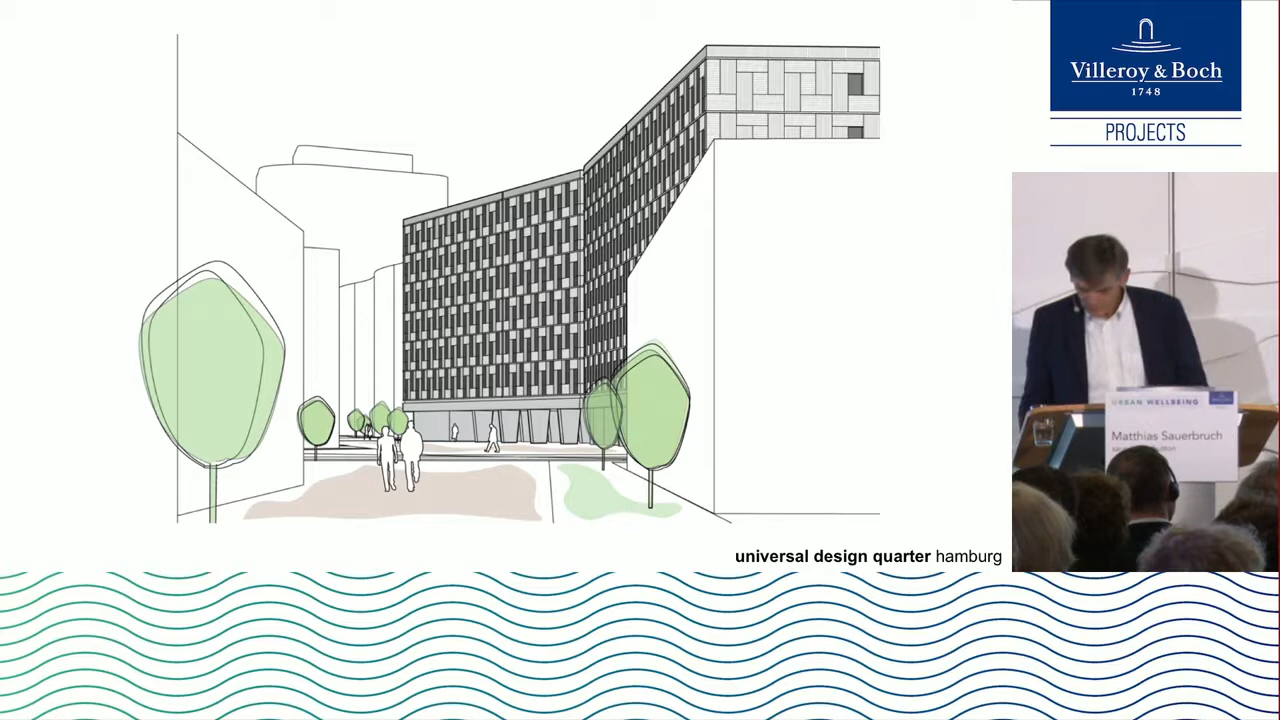 Villeroy & Boch
1748
PROJECTS
URBAN WELLBEING
Matthias Sauerbruch
universal design quarter hamburg